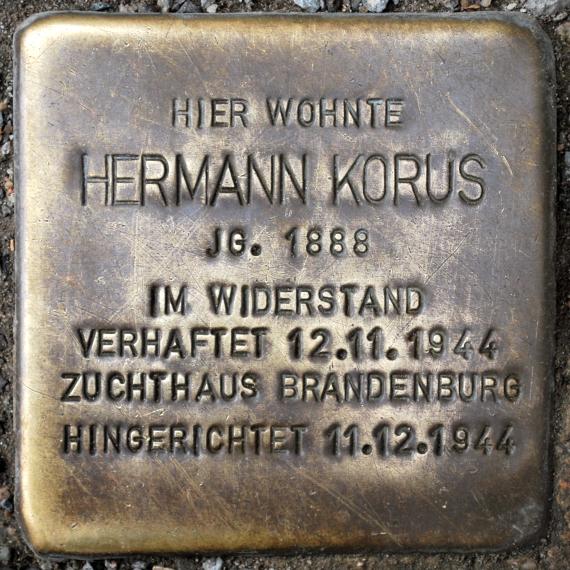 HIER WOHNTE
HERMANN KORUS
JG. 1888
IM WIDERSTAND
VERHAFTET 12.11.1944
ZUCHTHAUS BRANDENBURG
HINGERICHTET 11.12.1944